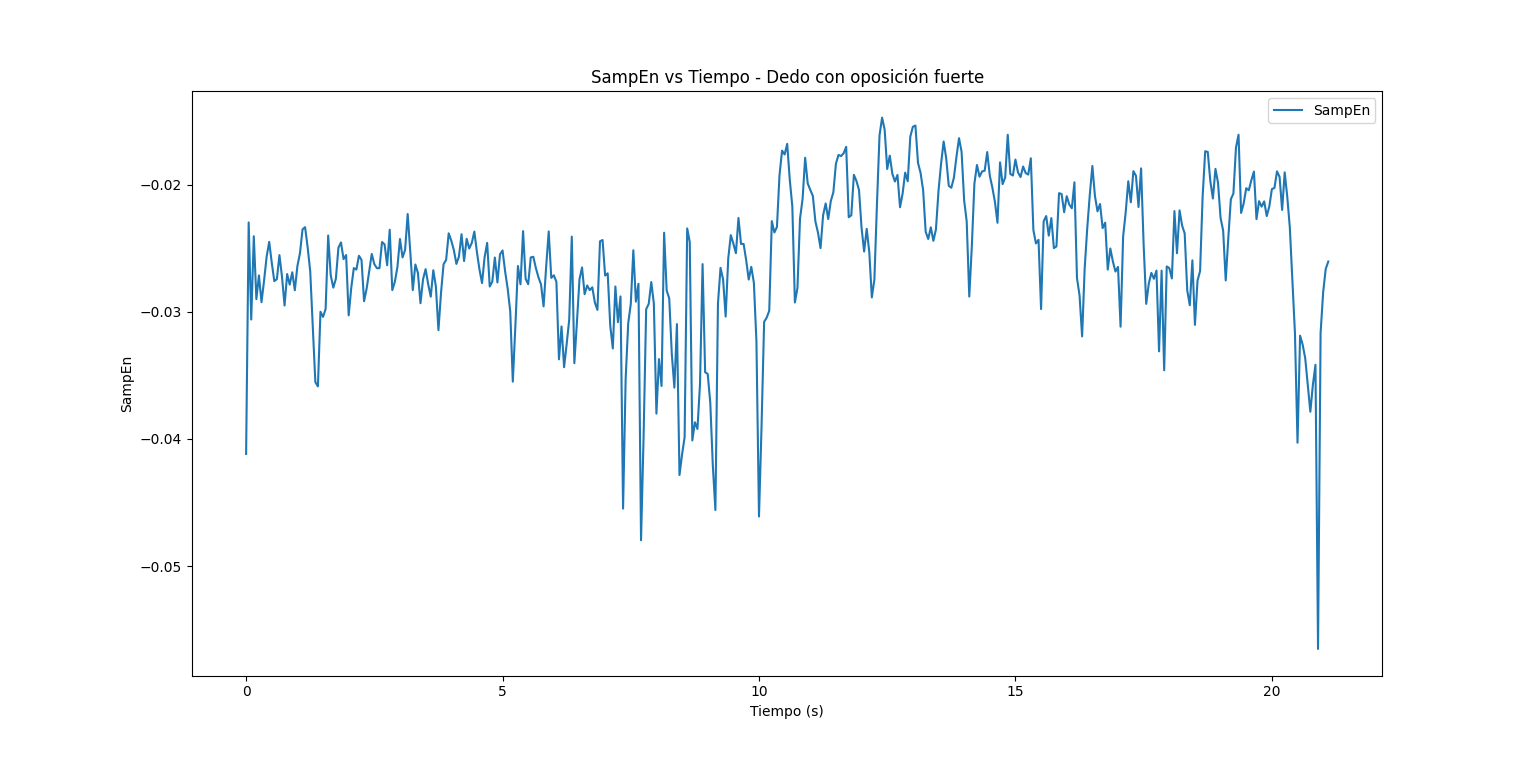 SampEn vs Tiempo - Dedo con oposición fuerte
SampEn
−0.02
−0.03
−0.04
−0.05
SampEn
0 5 10 15 20
Tiempo (s)